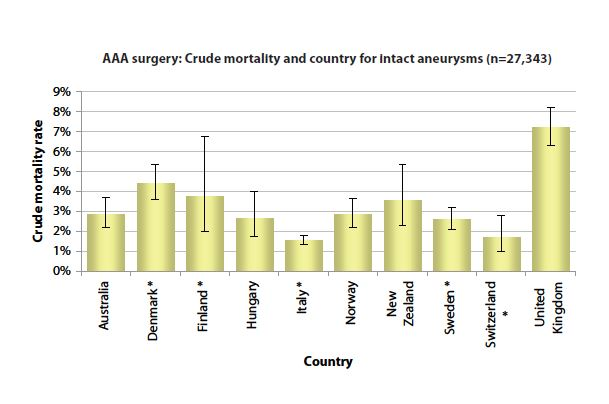 AAA surgery: Crude mortality and country for intact aneurysms (n=27,343)
9%
8%
7%
6%
5%
4%
3%
2%
1%
0%
Crude mortality rate
Australia
Denmark *
Finland *
Hungary
Italy *
Norway
New
Zealand
Sweden *
Switzerland
*
United
Kingdom
Country